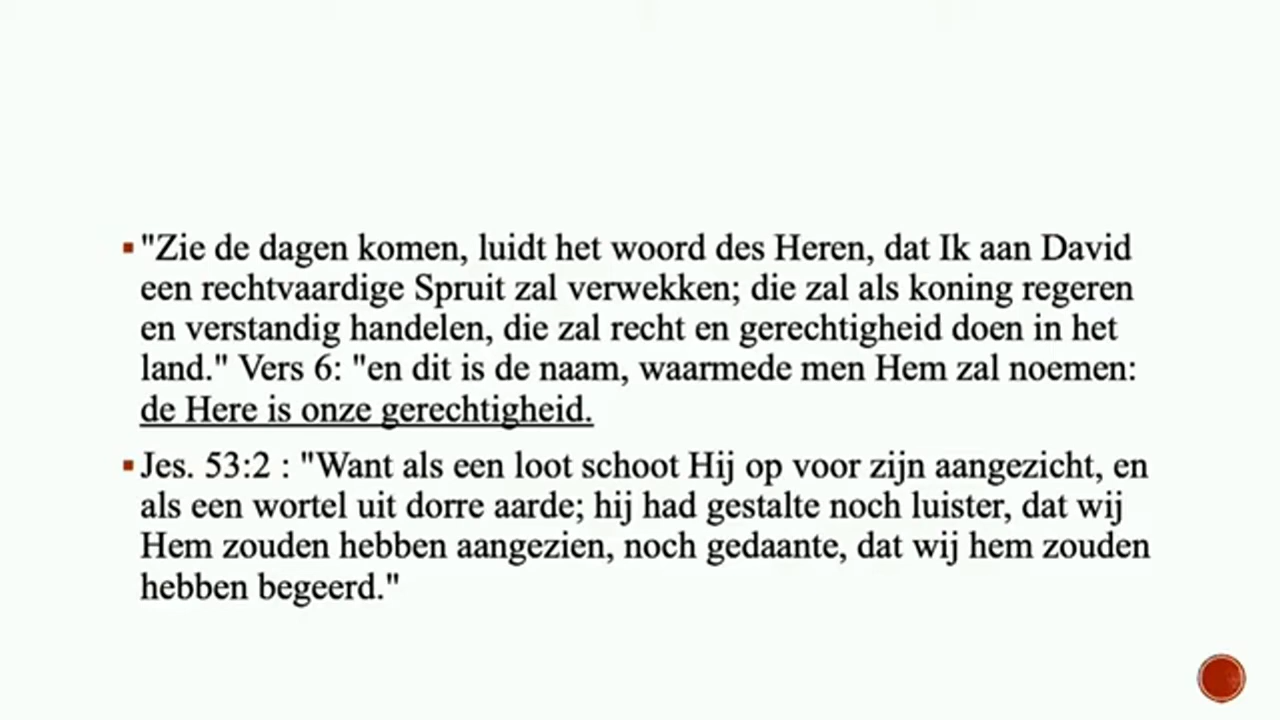 "Zie de dagen komen, luidt het woord des Heren, dat Ik aan David
een rechtvaardige Spruit zal verwekken; die zal als koning regeren
en verstandig handelen, die zal recht en gerechtigheid doen in het
land." Vers 6: "en dit is de naam, waarmede men Hem zal noemen:
de Here is onze gerechtigheid.
Jes. 53:2 : "Want als een loot schoot Hij op voor zijn aangezicht, en
als een wortel uit dorre aarde; hij had gestalte noch luister, dat wij
Hem zouden hebben aangezien, noch gedaante, dat wij hem zouden
hebben begeerd."